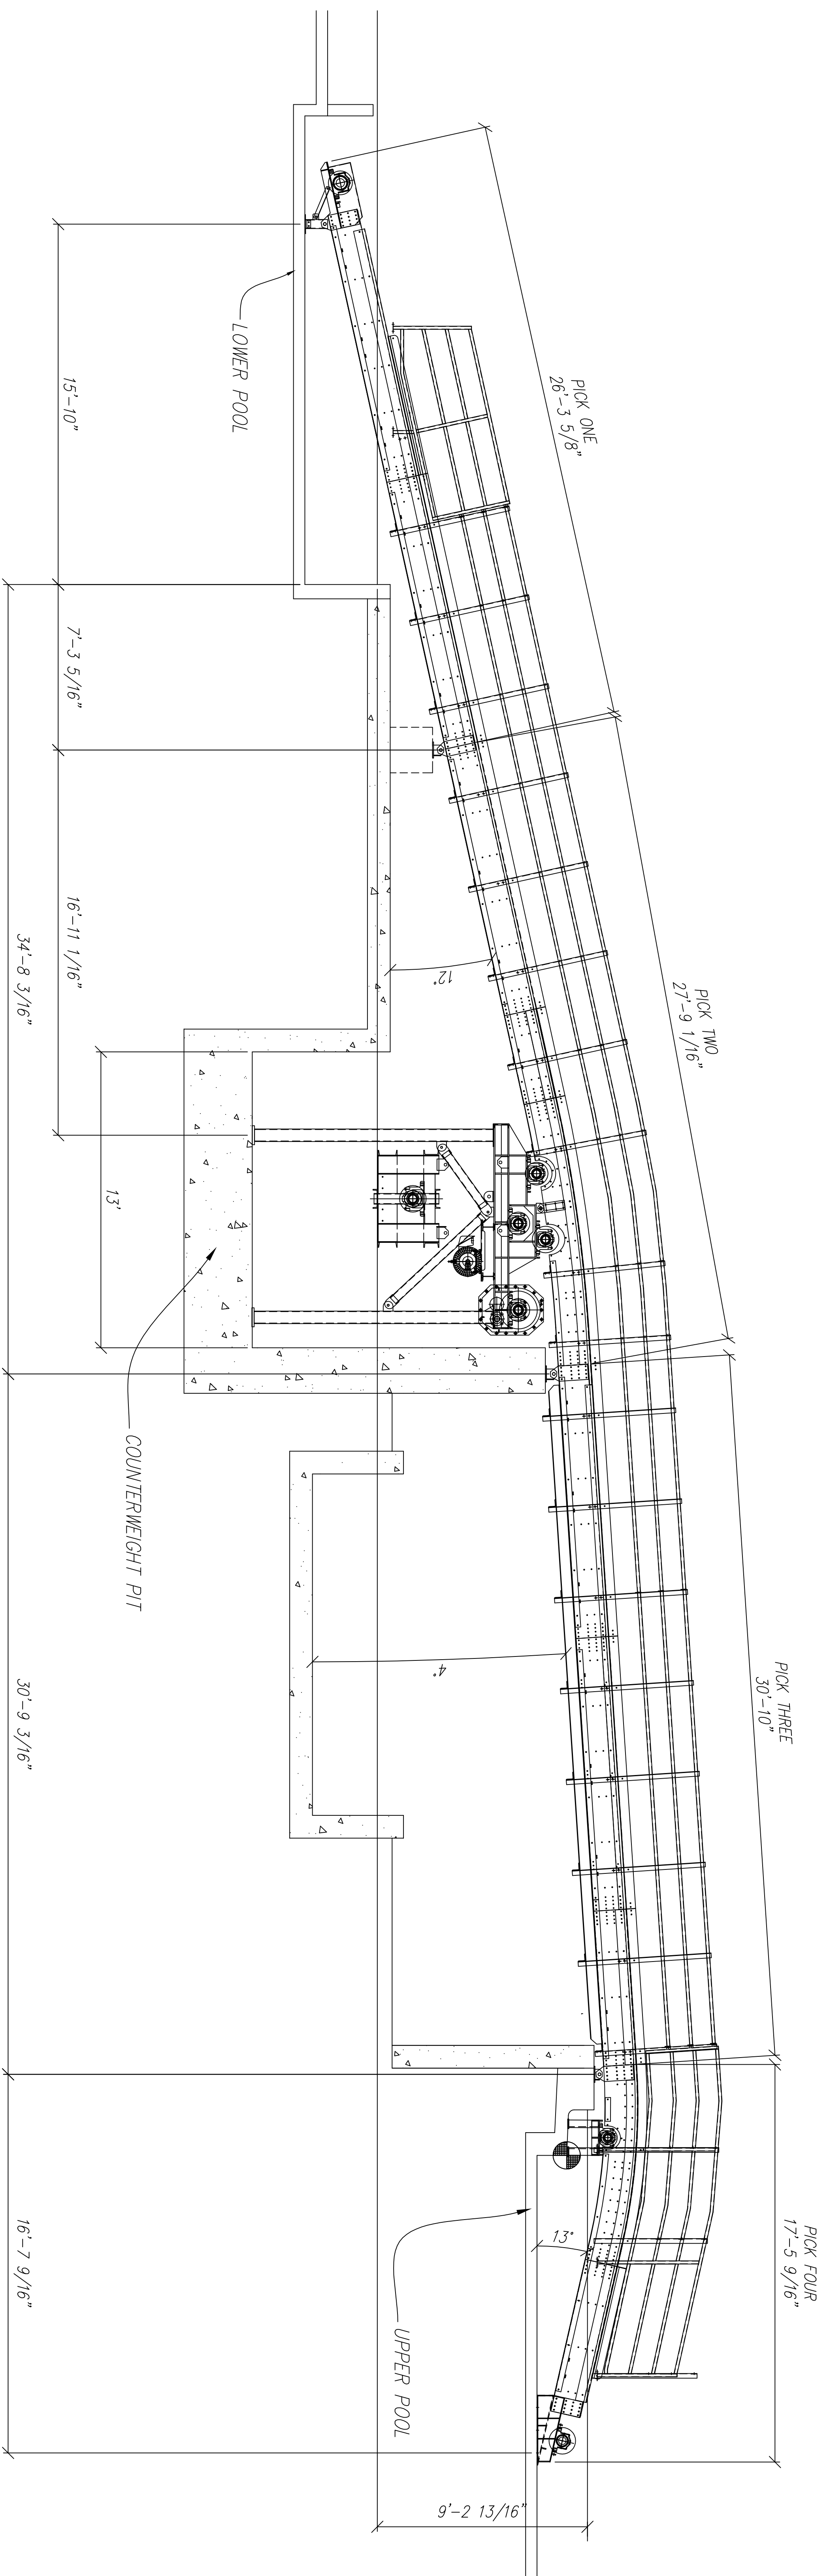 PICK ONE
26'-3 5/8"
PICK TWO
27'-9 1/16"
PICK THREE
30'-10"
PICK FOUR
17'-5 9/16"
12°
4°
13°
LOWER POOL
COUNTERWEIGHT PIT
UPPER POOL
15'-10"
7'-3 5/16"
16'-11 1/16"
13'
34'-8 3/16"
30'-9 3/16"
16'-7 9/16"
9'-2 13/16"